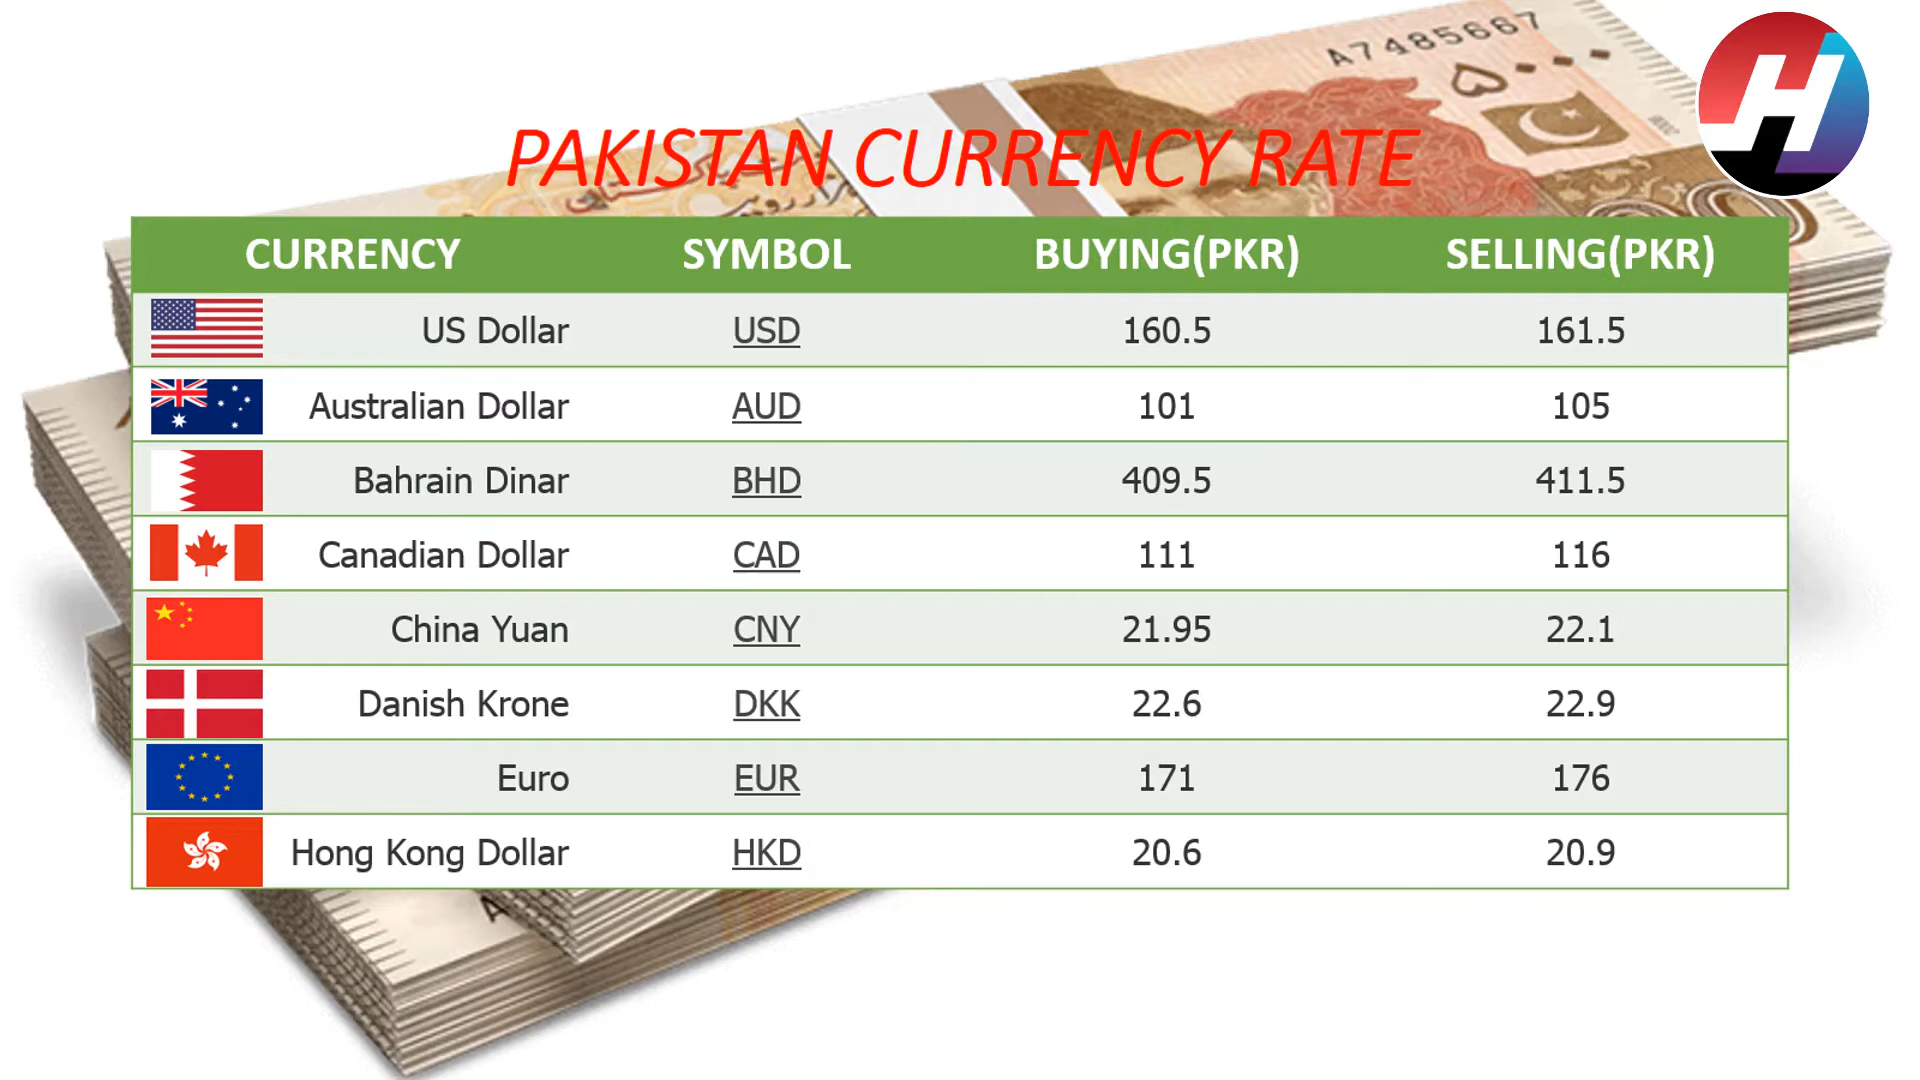 A7485667
۵۰۰۰
PAKISTAN CURRENCY RATE
CURRENCY SYMBOL BUYING(PKR) SELLING(PKR)
US Dollar USD 160.5 161.5
Australian Dollar AUD 101 105
Bahrain Dinar BHD 409.5 411.5
Canadian Dollar CAD 111 116
China Yuan CNY 21.95 22.1
Danish Krone DKK 22.6 22.9
Euro EUR 171 176
Hong Kong Dollar HKD 20.6 20.9